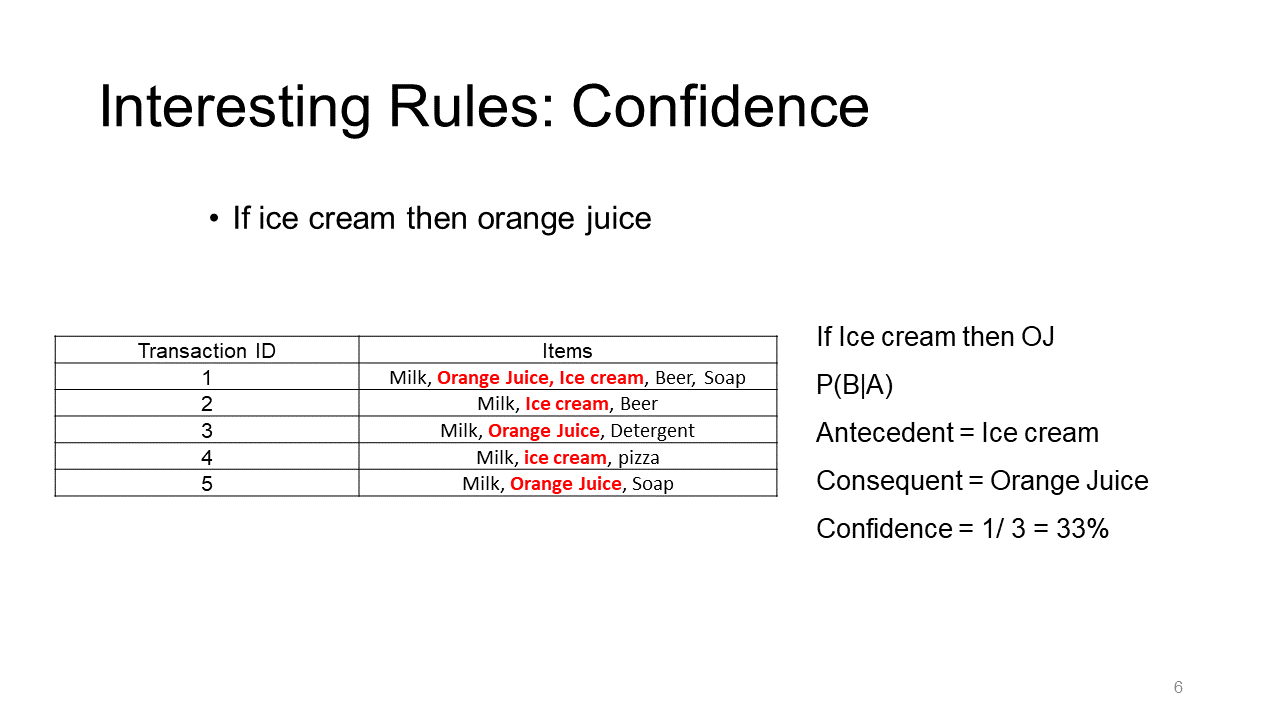 Interesting Rules: Confidence
• If ice cream then orange juice
Transaction ID Items
1 Milk, Orange Juice, Ice cream, Beer, Soap
2 Milk, Ice cream, Beer
3 Milk, Orange Juice, Detergent
4 Milk, ice cream, pizza
5 Milk, Orange Juice, Soap
If Ice cream then OJ
P(B|A)
Antecedent = Ice cream
Consequent = Orange Juice
Confidence = 1/ 3 = 33%
6